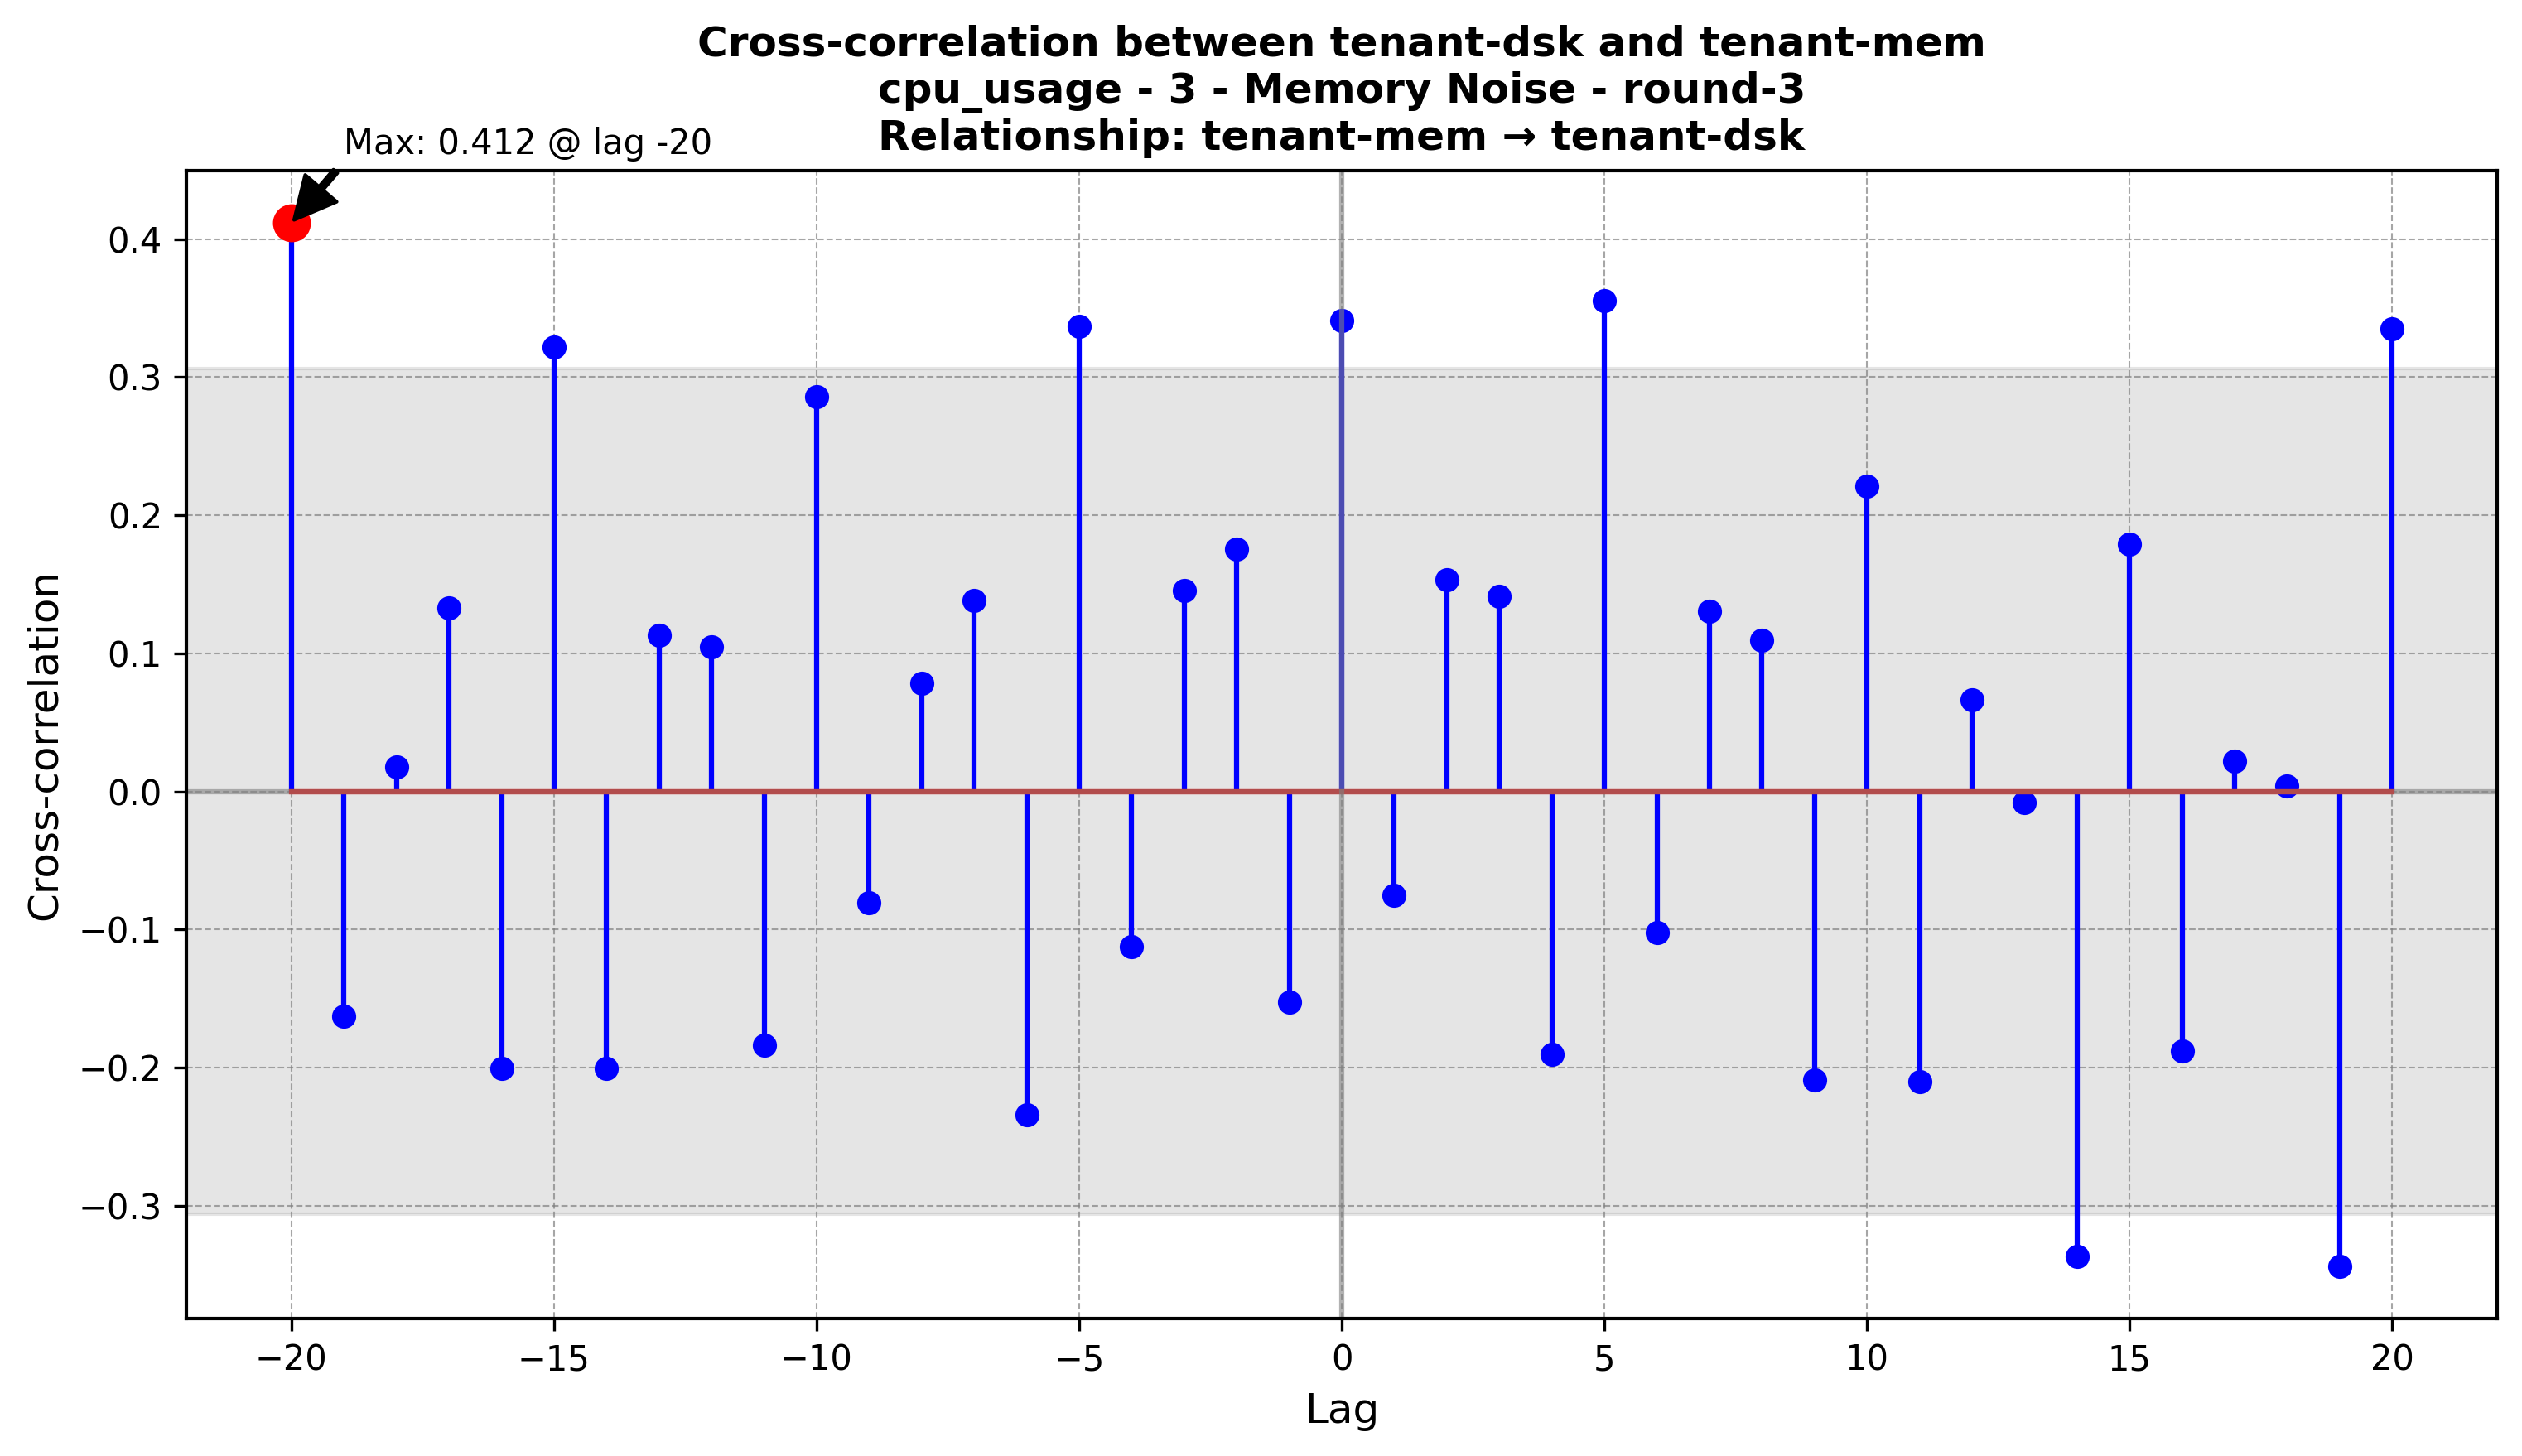 Cross-correlation between tenant-dsk and tenant-mem
cpu_usage - 3 - Memory Noise - round-3
Relationship: tenant-mem → tenant-dsk
Max: 0.412 @ lag -20
0.4
0.3
0.2
0.1
0.0
−0.1
−0.2
−0.3
Cross-correlation
−20
−15
−10
−5
0
5
10
15
20
Lag